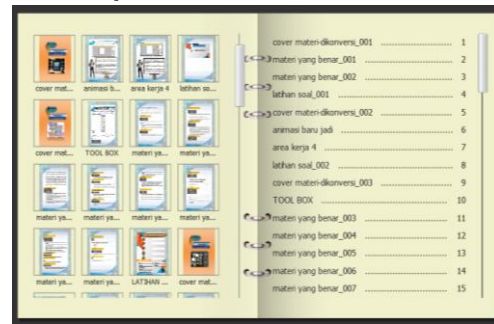 cover mat... animasi b... area kerja 4 latihan so...
cover mat... TOOL BOX materi ya... materi ya...
materi ya... materi ya... materi ya... materi ya...
materi ya... materi ya... LATIHAN ... cover mat...
cover materi-dikonversi_001 ........................ 1
materi yang benar_001 ........................ 2
materi yang benar_002 ........................ 3
latihan soal_001 ........................ 4
cover materi-dikonversi_002 ........................ 5
animasi baru jadi ........................ 6
area kerja 4 ........................ 7
latihan soal_002 ........................ 8
cover materi-dikonversi_003 ........................ 9
TOOL BOX ........................ 10
materi yang benar_003 ........................ 11
materi yang benar_004 ........................ 12
materi yang benar_005 ........................ 13
materi yang benar_006 ........................ 14
materi yang benar_007 ........................ 15